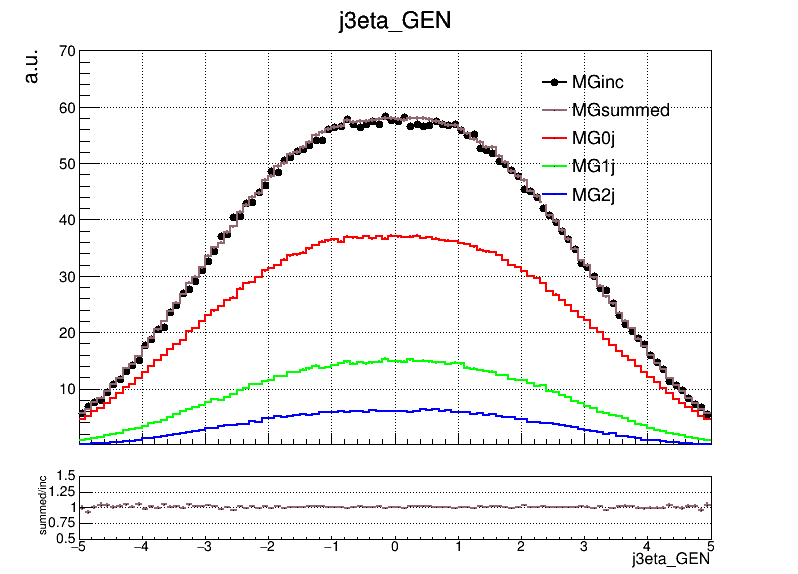 j3eta_GEN
a.u.
70
60
50
40
30
20
10
MGinc
MGsummed
MG0j
MG1j
MG2j
summed/inc
1.5
1.25
1
0.75
0.5
−5 −4 −3 −2 −1 0 1 2 3 4 5
j3eta_GEN